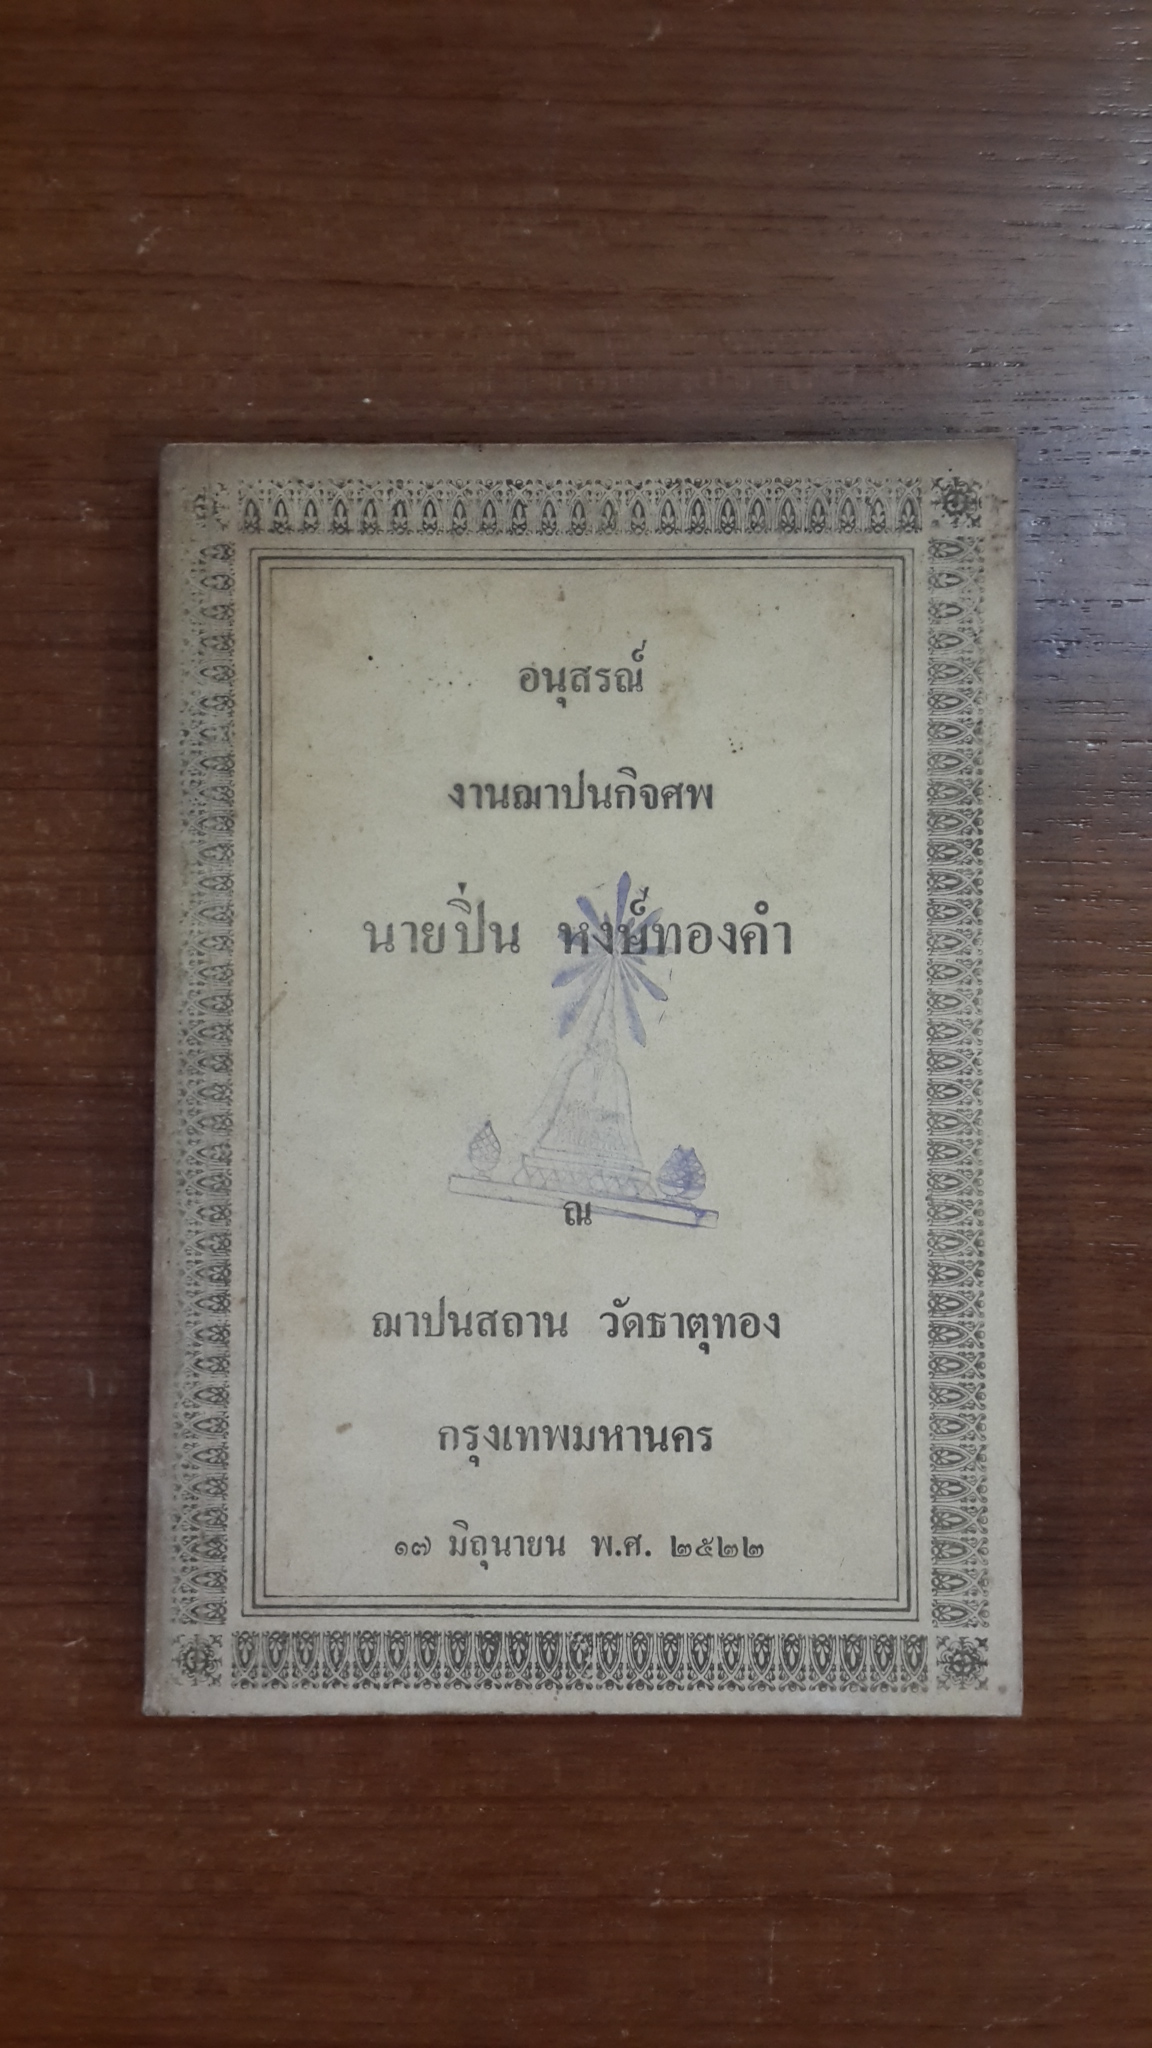 อนุสรณ์
งานฌาปนกิจศพ
นายปิ่น หงษ์ทองคำ
ณ
ฌาปนสถาน วัดธาตุทอง
กรุงเทพมหานคร
๑๗ มิถุนายน พ.ศ. ๒๕๒๒